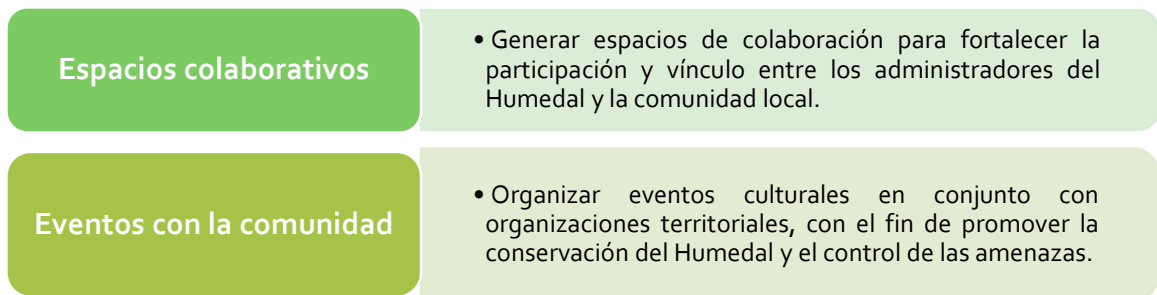 Espacios colaborativos
• Generar espacios de colaboración para fortalecer la
participación y vínculo entre los administradores del
Humedal y la comunidad local.
Eventos con la comunidad
• Organizar eventos culturales en conjunto con
organizaciones territoriales, con el fin de promover la
conservación del Humedal y el control de las amenazas.